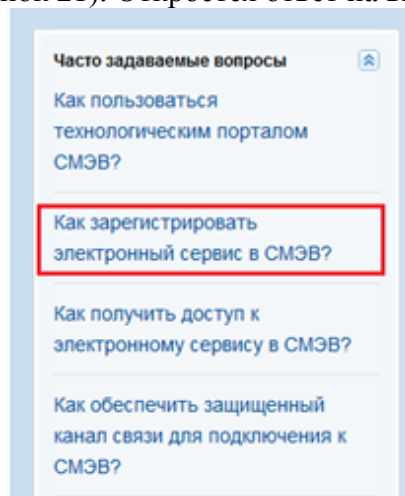 Часто задаваемые вопросы
Как пользоваться
технологическим порталом
СМЭВ?
Как зарегистрировать
электронный сервис в СМЭВ?
Как получить доступ к
электронному сервису в СМЭВ?
Как обеспечить защищенный
канал связи для подключения к
СМЭВ?